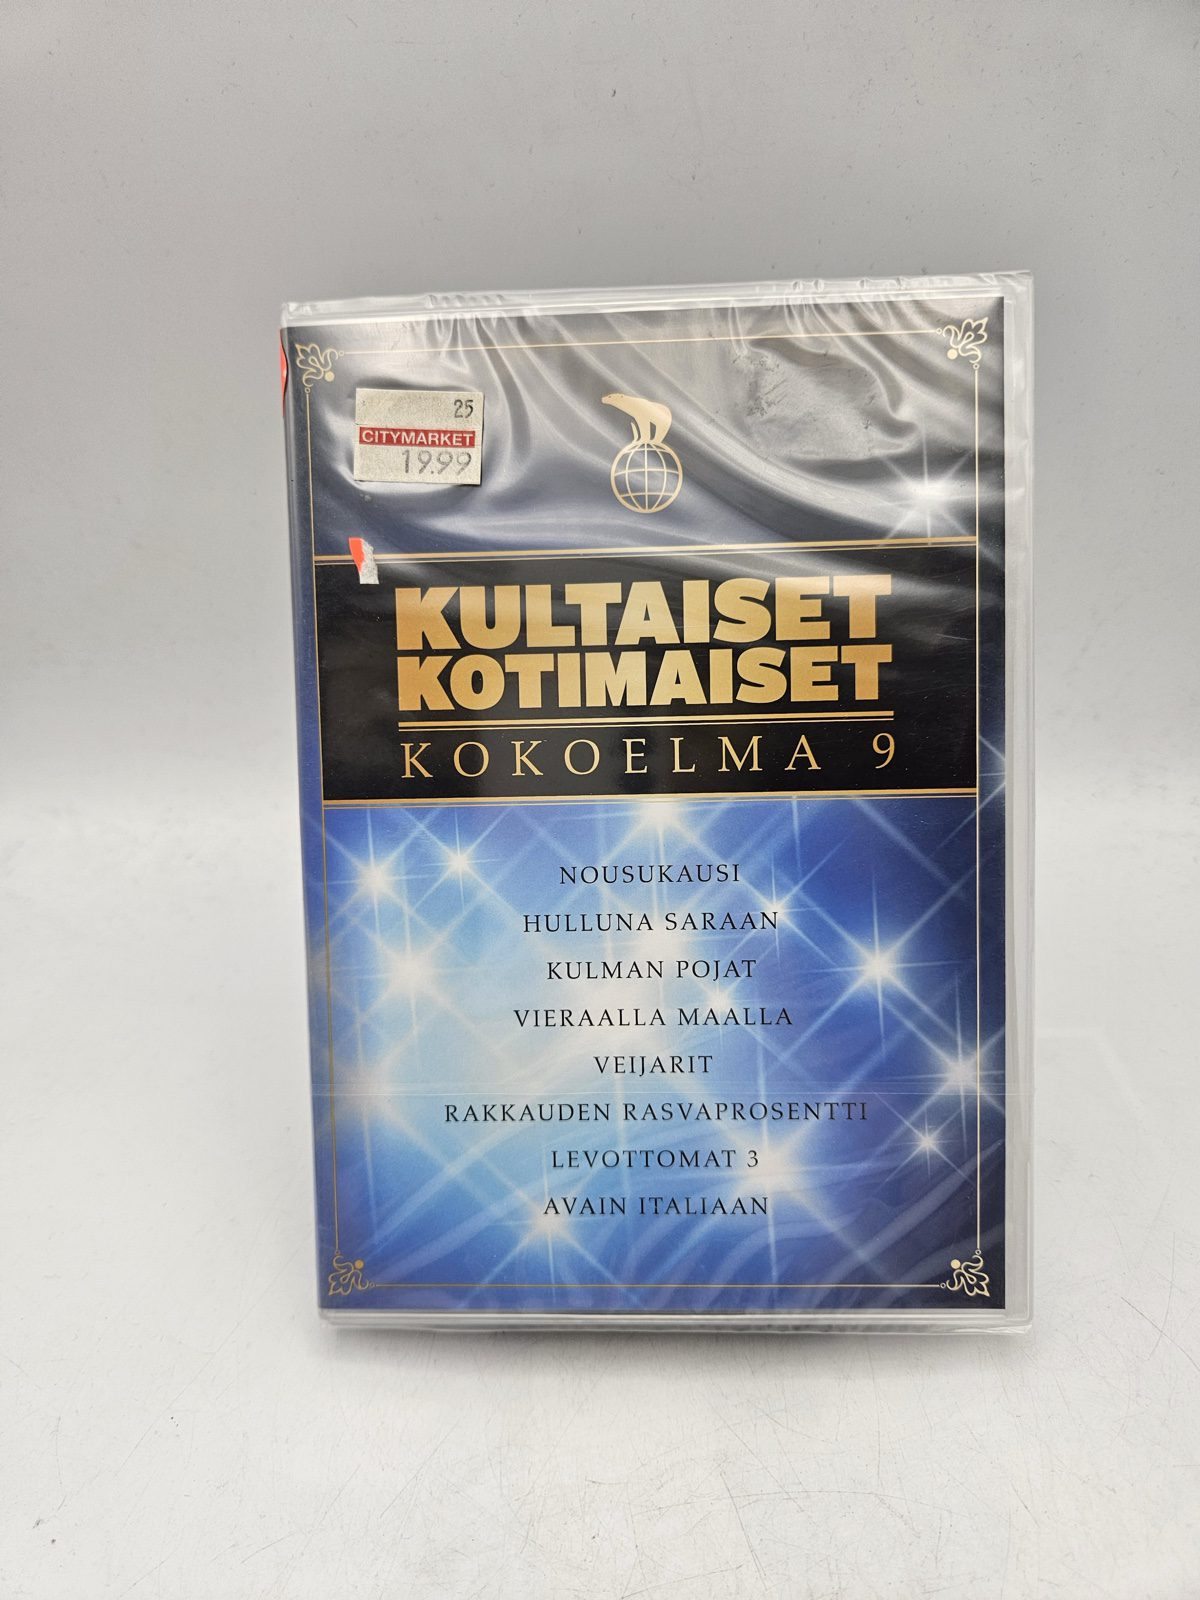 25
CITYMARKET
19.99
KULTAISET
KOTIMAISET
KOKOELMA 9
NOUSUKAUSI
HULLUNA SARAAN
KULMAN POJAT
VIERAALLA MAALLA
VEIJARIT
RAKKAUDEN RASVAPROSENTTI
LEVOTTOMAT 3
AVAIN ITALIAAN